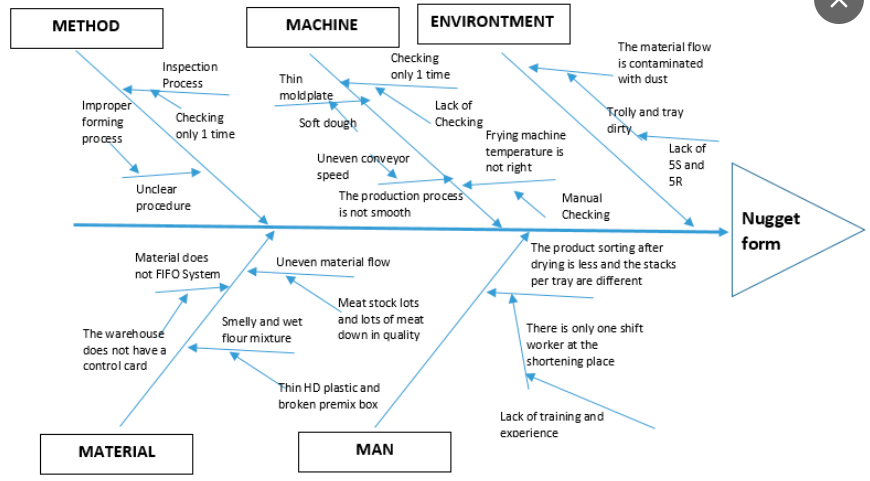 METHOD
MACHINE
ENVIRONTMENT
Inspection
Process
Improper
forming
process
Checking
only 1 time
Unclear
procedure
Checking
only 1 time
Thin
moldplate
Lack of
Checking
Soft dough
Frying machine
temperature is
not right
Uneven conveyor
speed
The production process
is not smooth
Manual
Checking
The material flow
is contaminated
with dust
Trolly and tray
dirty
Lack of
5S and
5R
Nugget
form
Material does
not FIFO System
Uneven material flow
Meat stock lots
and lots of meat
down in quality
The warehouse
does not have a
control card
Smelly and wet
flour mixture
Thin HD plastic and
broken premix box
The product sorting after
drying is less and the stacks
per tray are different
There is only one shift
worker at the
shortening place
Lack of training and
experience
MATERIAL
MAN